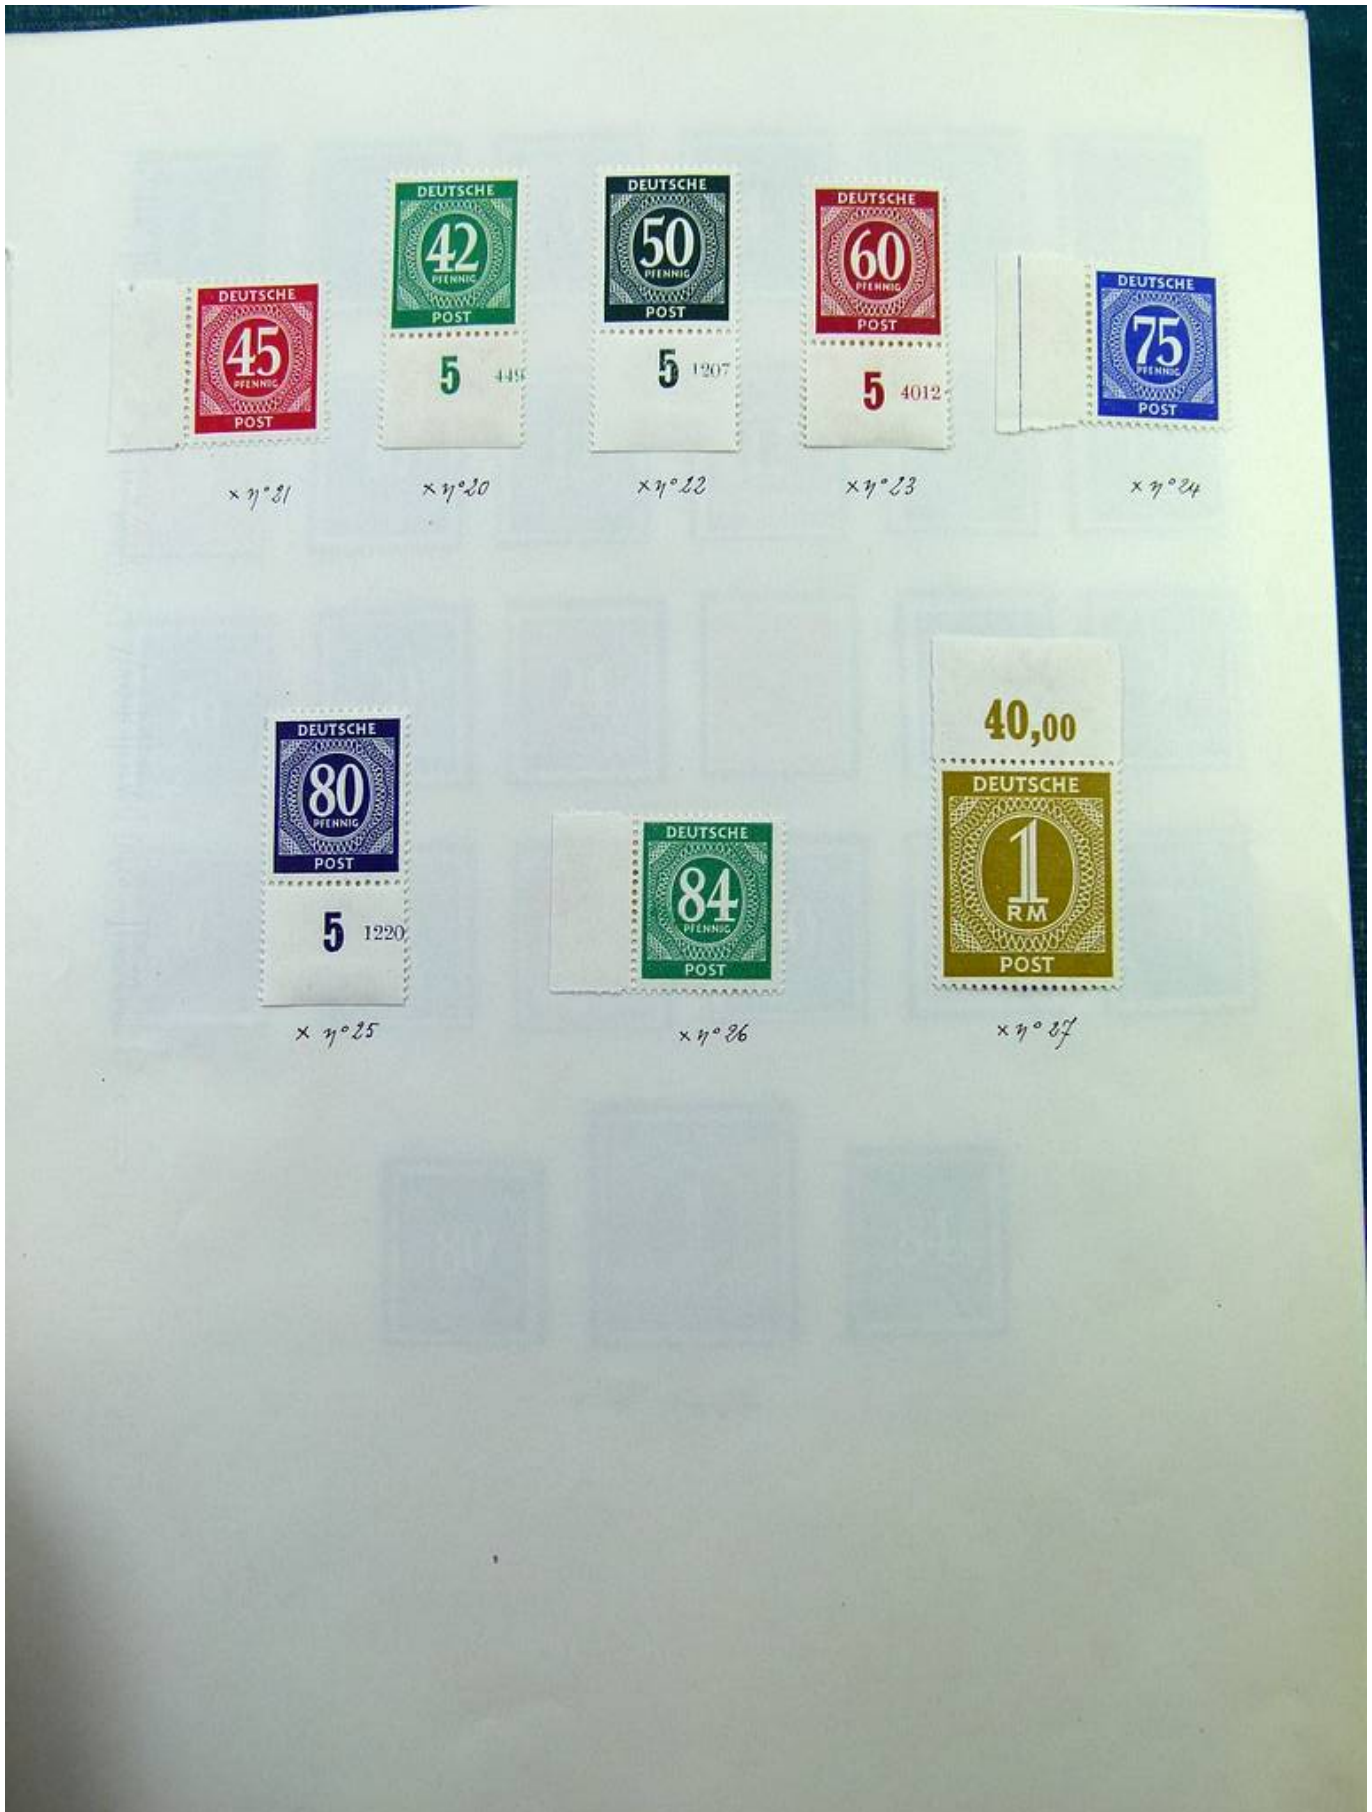 DEUTSCHE
45
PFENNIG
POST
× n° 21
DEUTSCHE
42
PFENNIG
POST
5
× n° 20
DEUTSCHE
50
PFENNIG
POST
5 1207
× n° 22
DEUTSCHE
60
PFENNIG
POST
5 4012
× n° 23
DEUTSCHE
75
PFENNIG
POST
× n° 24
DEUTSCHE
80
PFENNIG
POST
5 1220
× n° 25
DEUTSCHE
84
PFENNIG
POST
× n° 26
40,00
DEUTSCHE
1
RM
POST
× n° 27